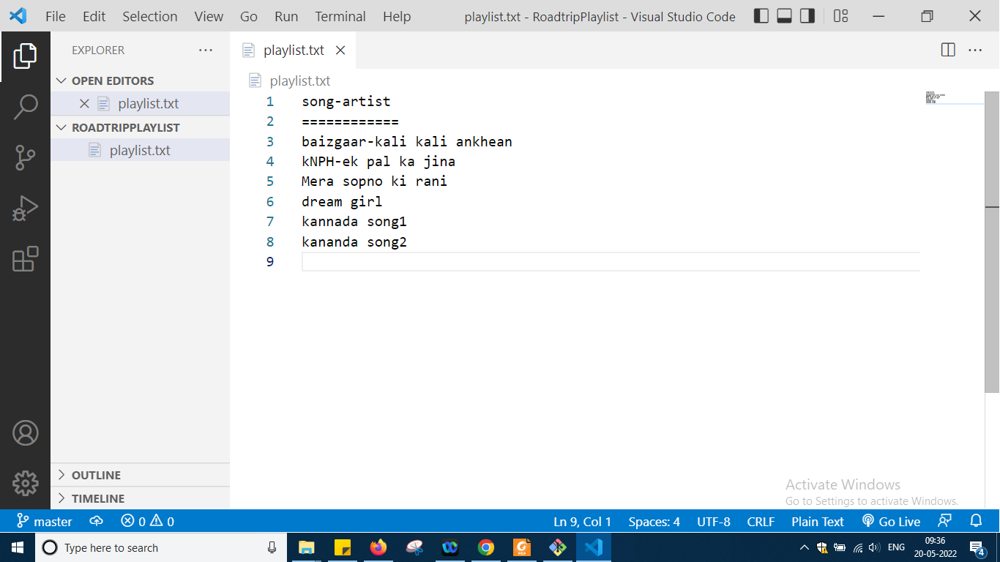 File Edit Selection View Go Run Terminal Help playlist.txt - RoadtripPlaylist - Visual Studio Code
EXPLORER
OPEN EDITORS
playlist.txt
ROADTRIPPLAYLIST
playlist.txt
OUTLINE
TIMELINE
playlist.txt
playlist.txt
1 song-artist
2 ============
3 baizgaar-kali kali ankhean
4 kNPH-ek pal ka jina
5 Mera sopno ki rani
6 dream girl
7 kannada song1
8 kananda song2
9
Activate Windows
Go to Settings to activate Windows.
master 0 0 Ln 9, Col 1 Spaces: 4 UTF-8 CRLF Plain Text Go Live
Type here to search
PDF
ENG
09:36
20-05-2022
4